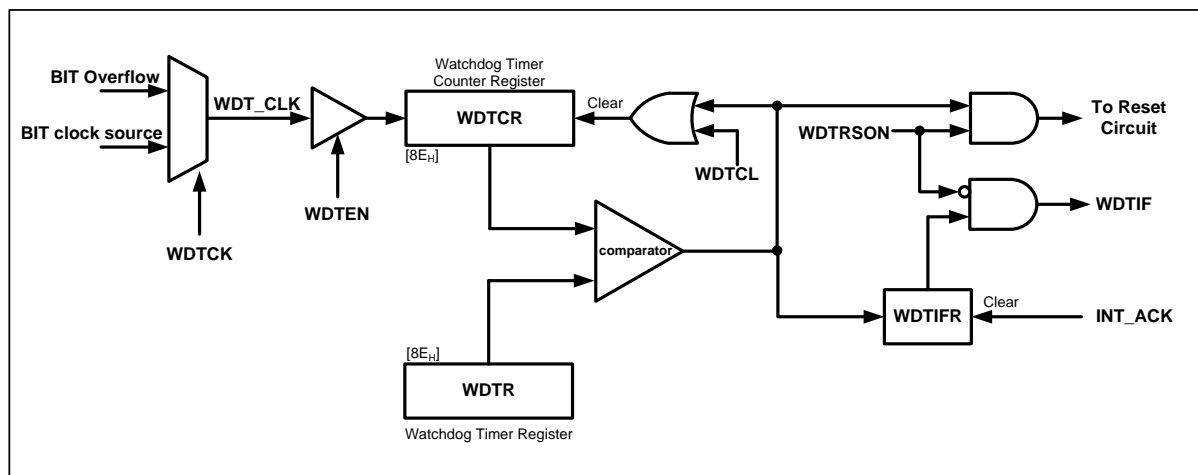 Watchdog Timer
Counter Register
BIT Overflow
WDT_CLK
WDTCR
Clear
To Reset
Circuit
BIT clock source
WDTRSON
[8EH]
WDTCL
WDTEN
WDTIF
WDTCK
comparator
WDTIFR
Clear
INT_ACK
[8EH]
WDTR
Watchdog Timer Register